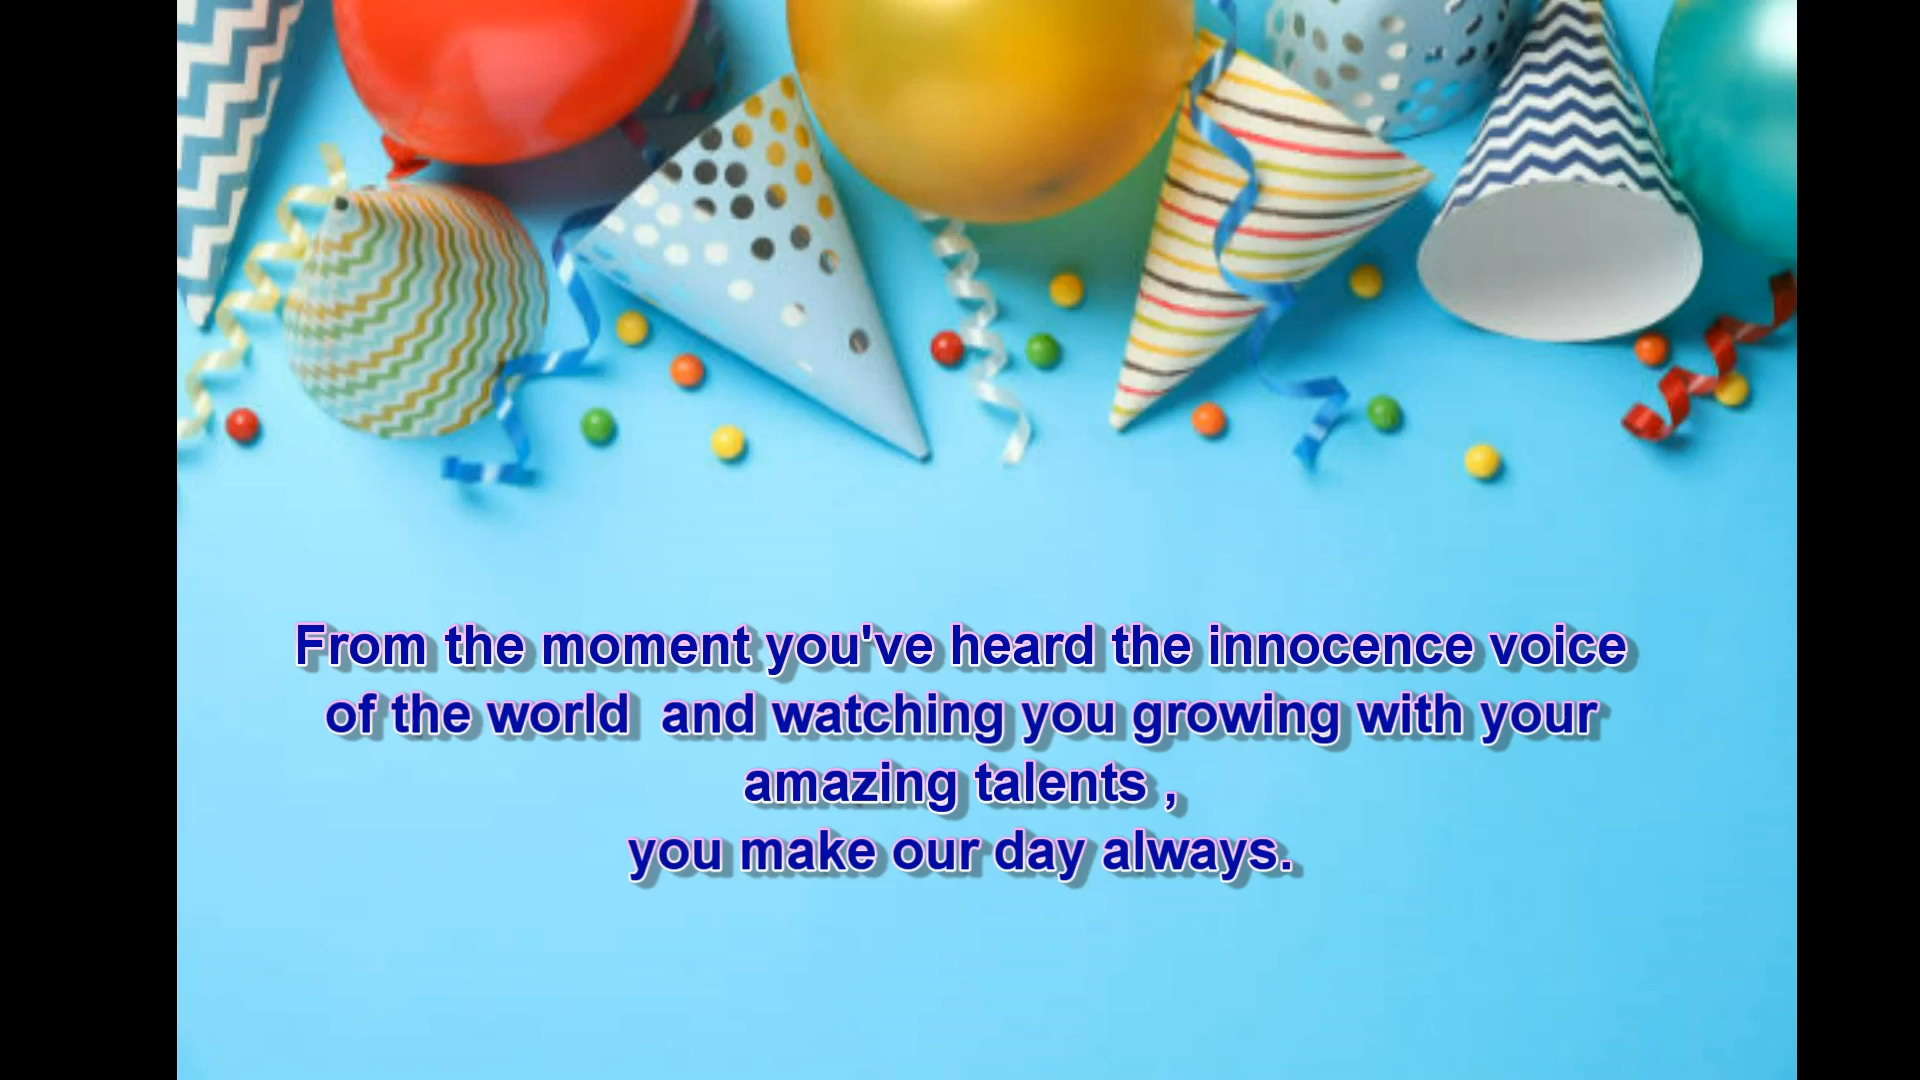 From the moment you've heard the innocence voice
of the world  and watching you growing with your
amazing talents ,
you make our day always.